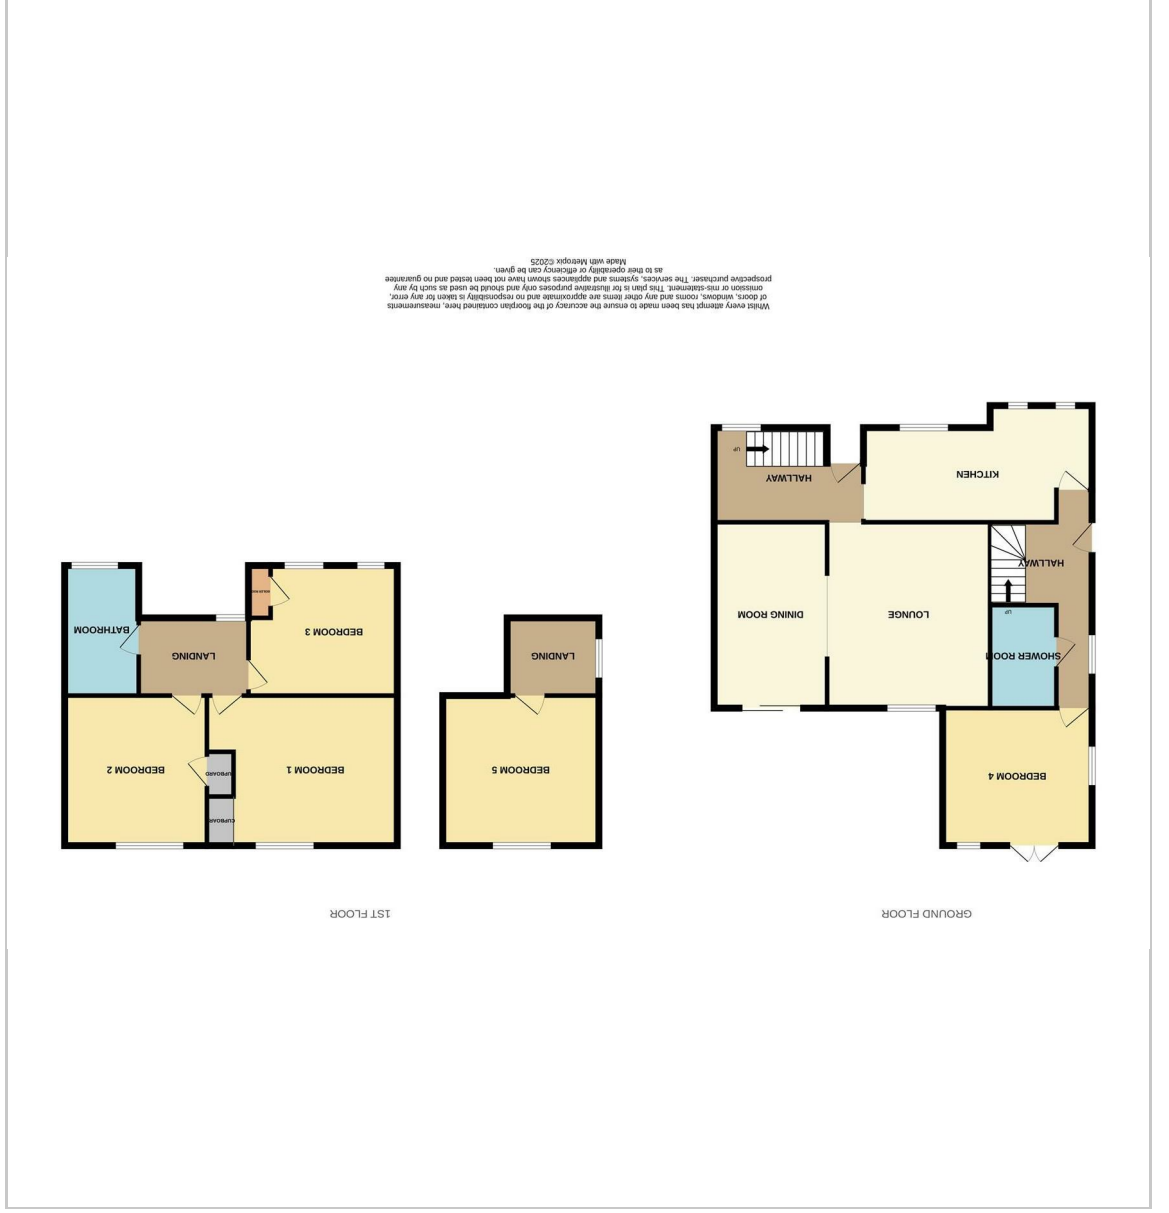 GROUND FLOOR
1ST FLOOR
BEDROOM 4
SHOWER ROOM
UP
HALLWAY
LOUNGE
DINING ROOM
KITCHEN
HALLWAY
UP
BEDROOM 5
LANDING
CUPBOARD
UPBOARD
BEDROOM 1
BEDROOM 2
LANDING
BATHROOM
BEDROOM 3
Whilst every attempt has been made to ensure the accuracy of the floorplan contained here, measurements
of doors, windows, rooms and any other items are approximate and no responsibility is taken for any error,
omission or mis-statement. This plan is for illustrative purposes only and should be used as such by any
prospective purchaser. The services, systems and appliances shown have not been tested and no guarantee
as to their operability or efficiency can be given.
Made with Metropix ©2025